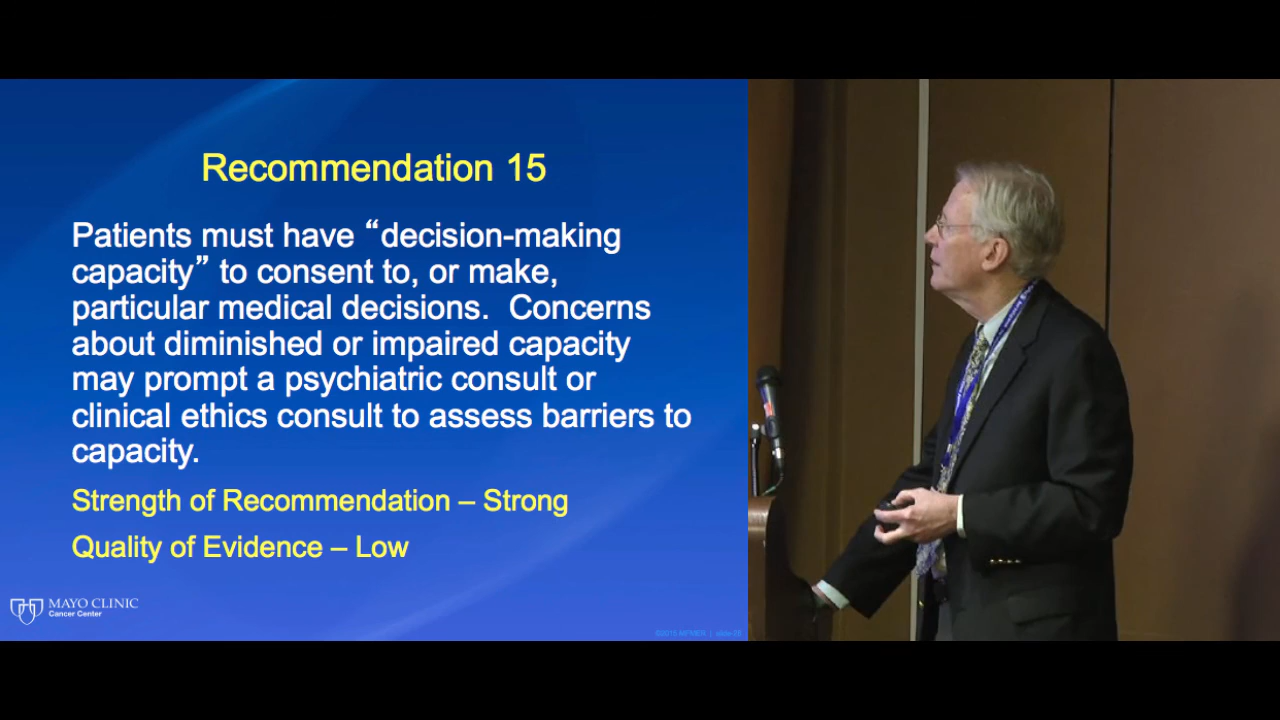 Recommendation 15
Patients must have “decision-making
capacity” to consent to, or make,
particular medical decisions.  Concerns
about diminished or impaired capacity
may prompt a psychiatric consult or
clinical ethics consult to assess barriers to
capacity.
Strength of Recommendation – Strong
Quality of Evidence – Low
MAYO CLINIC
Cancer Center